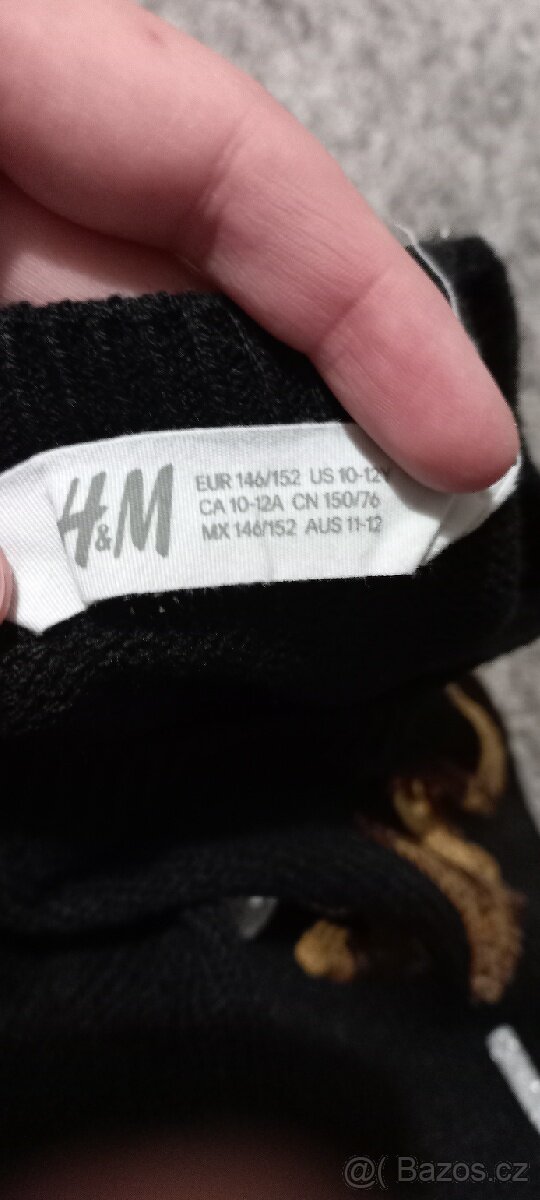 H&M
EUR 146/152 US 10-12Y
CA 10-12A CN 150/76
MX 146/152 AUS 11-12
@( Bazos.cz